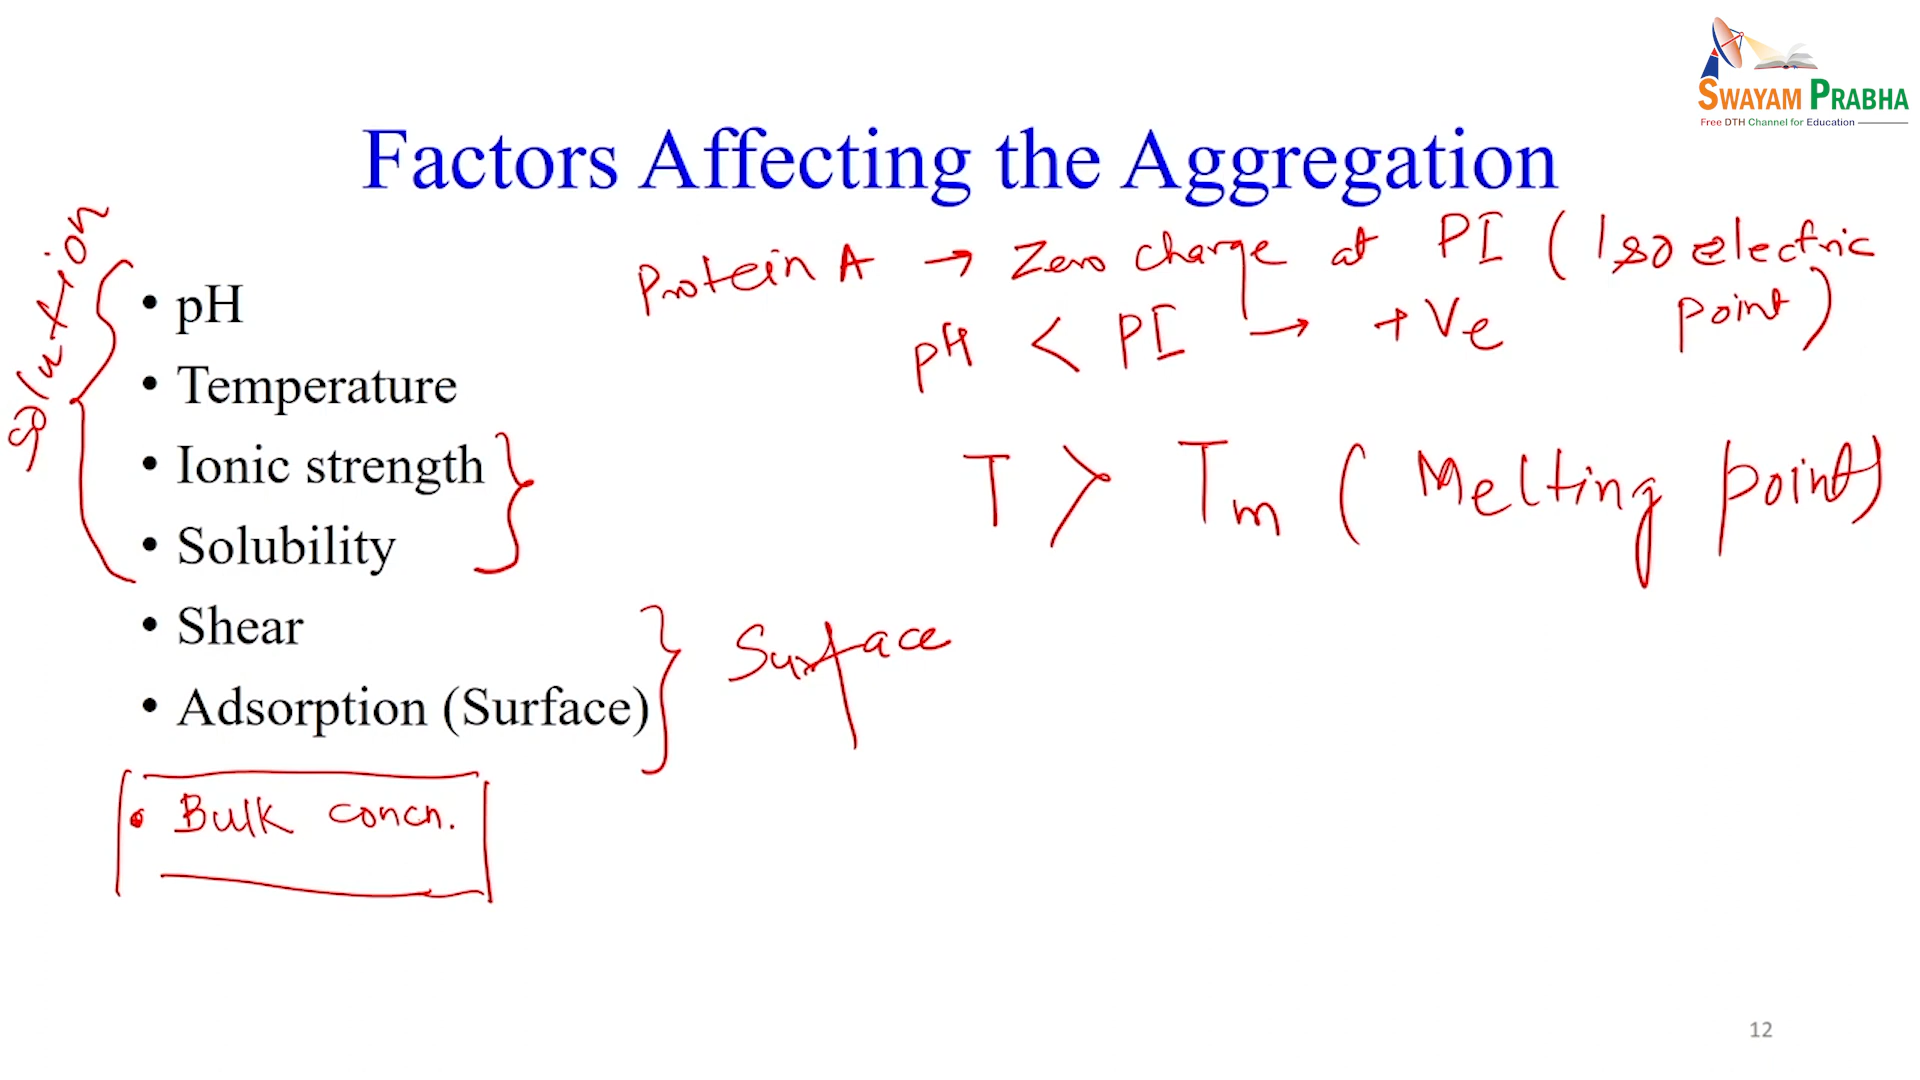 SWAYAM PRABHA
Free DTH Channel for Education
Factors Affecting the Aggregation
Protein A → Zero charge at PI (Isoelectric point)
pH < PI → +Ve
solution
• pH
• Temperature
• Ionic strength
• Solubility
T > Tm (Melting point)
• Shear
• Adsorption (Surface)
Surface
• Bulk concn.
12